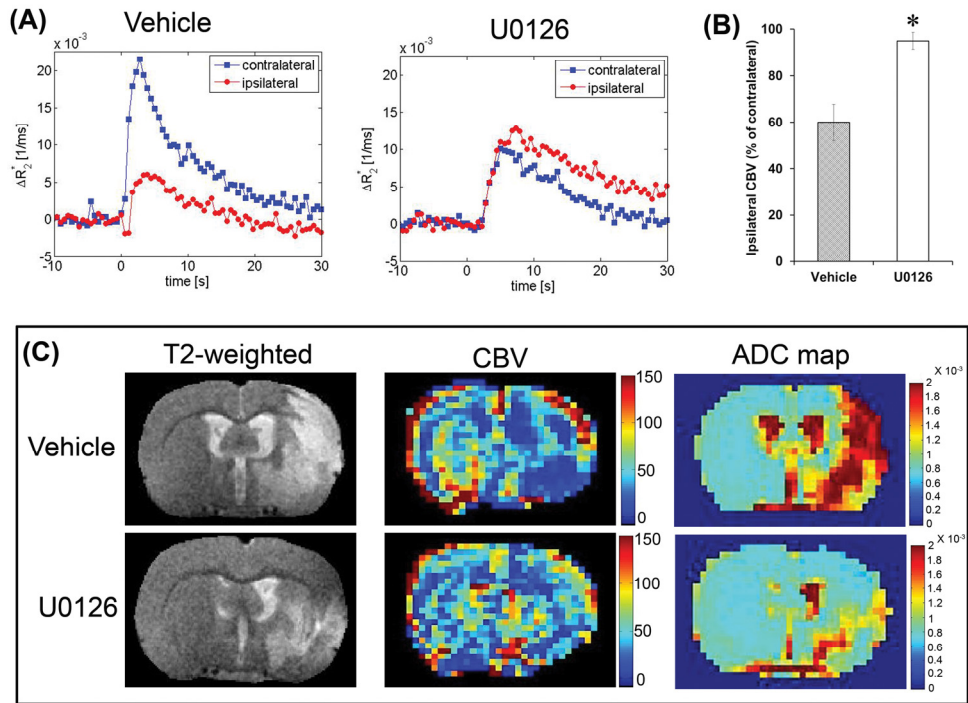 (A)
Vehicle
x 10⁻³
20
15
10
5
0
-5
-10
0
10
20
30
ΔR₂* [1/ms]
time [s]
contralateral
ipsilateral
U0126
x 10⁻³
20
15
10
5
0
-5
-10
0
10
20
30
ΔR₂* [1/ms]
time [s]
contralateral
ipsilateral
(B)
*
100
80
60
40
20
0
Ipsilateral CBV (% of contralateral)
Vehicle
U0126
(C)
T2-weighted
CBV
ADC map
Vehicle
150
100
50
0
X 10⁻³
2
1.8
1.6
1.4
1.2
1
0.8
0.6
0.4
0.2
0
U0126
150
100
50
0
X 10⁻³
2
1.8
1.6
1.4
1.2
1
0.8
0.6
0.4
0.2
0